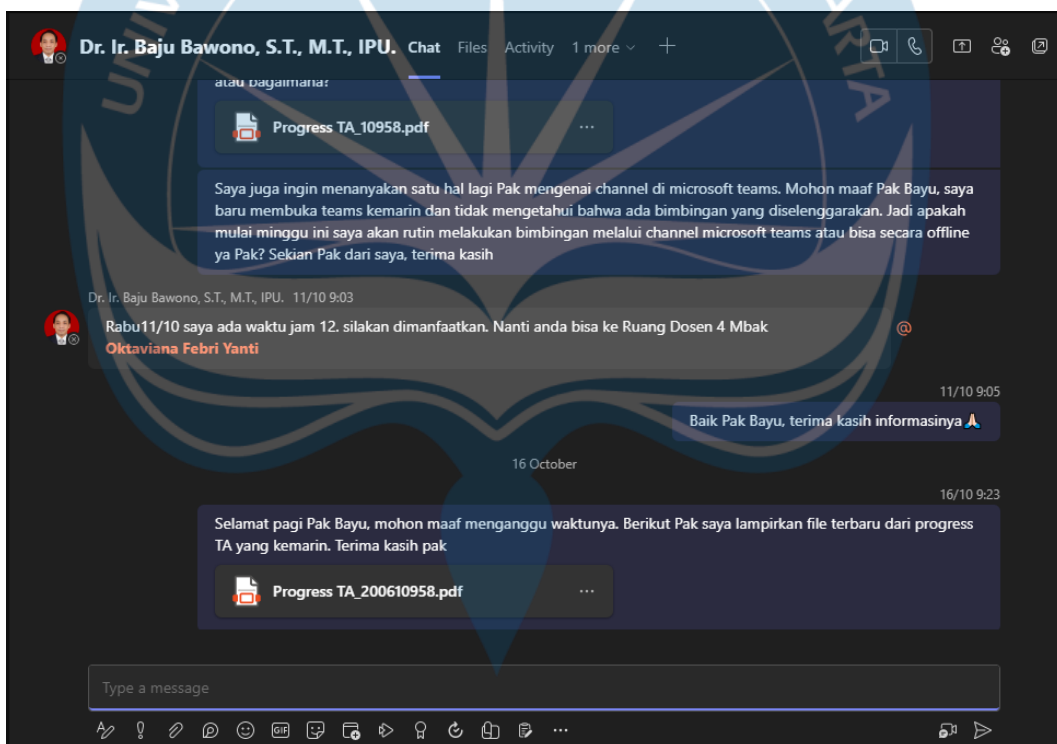 UNIV
ARTA
Dr. Ir. Baju Bawono, S.T., M.T., IPU. Chat Files Activity 1 more
atau bagaimana?
Progress TA_10958.pdf
Saya juga ingin menanyakan satu hal lagi Pak mengenai channel di microsoft teams. Mohon maaf Pak Bayu, saya
baru membuka teams kemarin dan tidak mengetahui bahwa ada bimbingan yang diselenggarakan. Jadi apakah
mulai minggu ini saya akan rutin melakukan bimbingan melalui channel microsoft teams atau bisa secara offline
ya Pak? Sekian Pak dari saya, terima kasih
Dr. Ir. Baju Bawono, S.T., M.T., IPU. 11/10 9:03
Rabu11/10 saya ada waktu jam 12. silakan dimanfaatkan. Nanti anda bisa ke Ruang Dosen 4 Mbak
@
Oktaviana Febri Yanti
11/10 9:05
Baik Pak Bayu, terima kasih informasinya🙏
16 October
16/10 9:23
Selamat pagi Pak Bayu, mohon maaf menganggu waktunya. Berikut Pak saya lampirkan file terbaru dari progress
TA yang kemarin. Terima kasih pak
Progress TA_200610958.pdf
Type a message
GIF